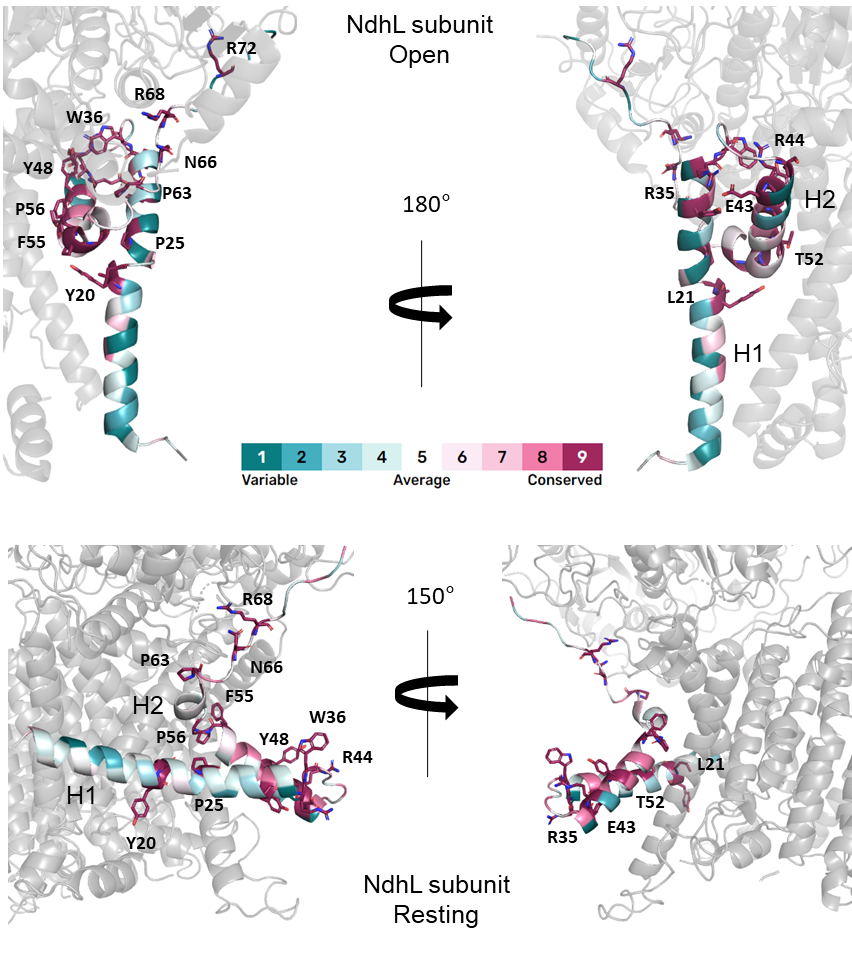 NdhL subunit
Open
R72
R68
W36
Y48
N66
P63
P56
F55
P25
Y20
180°
R44
R35
E43
H2
T52
L21
H1
1 2 3 4 5 6 7 8 9
Variable Average Conserved
150°
R68
P63
N66
F55
H2
P56
Y48
W36
R44
H1
P25
Y20
L21
T52
E43
R35
NdhL subunit
Resting